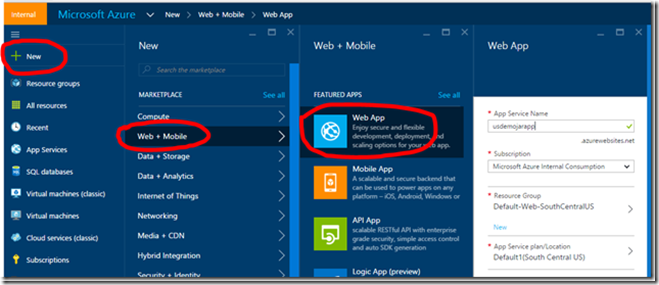 Internal
Microsoft Azure
New
Web + Mobile
Web App
New
Resource groups
All resources
Recent
App Services
SQL databases
Virtual machines (classic)
Virtual machines
Cloud services (classic)
Subscriptions
New
Search the marketplace
MARKETPLACE
See all
Compute
Web + Mobile
Data + Storage
Data + Analytics
Internet of Things
Networking
Media + CDN
Hybrid Integration
Security + Identity
Web + Mobile
FEATURED APPS
See all
Web App
Enjoy secure and flexible
development, deployment, and
scaling options for your web app.
Mobile App
A scalable and secure backend that
can be used to power apps on any
platform – iOS, Android, Windows or
API App
scalable RESTful API with enterprise
grade security, simple access control
and auto SDK generation
Logic App (preview)
Web App
* App Service Name
usdemojarapp
.azurewebsites.net
* Subscription
Microsoft Azure Internal Consumption
* Resource Group
Default-Web-SouthCentralUS
New
* App Service plan/Location
Default1(South Central US)